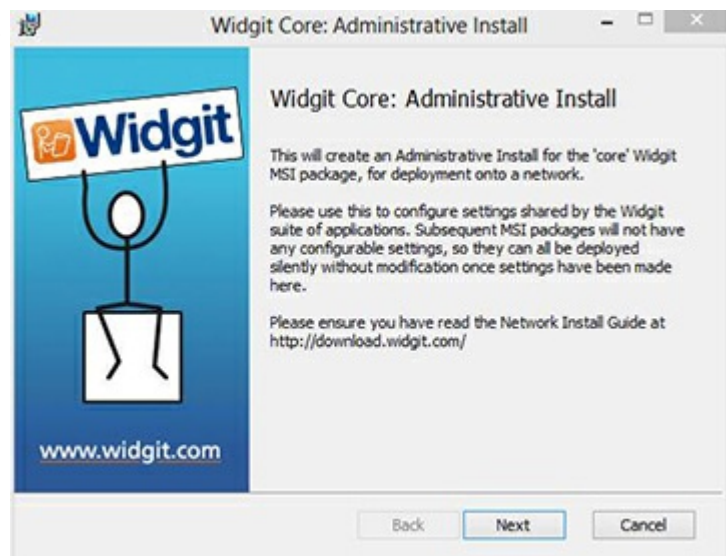 Widgit Core: Administrative Install
Widgit
Widgit Core: Administrative Install
This will create an Administrative Install for the 'core' Widgit
MSI package, for deployment onto a network.
Please use this to configure settings shared by the Widgit
suite of applications. Subsequent MSI packages will not have
any configurable settings, so they can all be deployed
silently without modification once settings have been made
here.
Please ensure you have read the Network Install Guide at
http://download.widgit.com/
www.widgit.com
Back
Next
Cancel